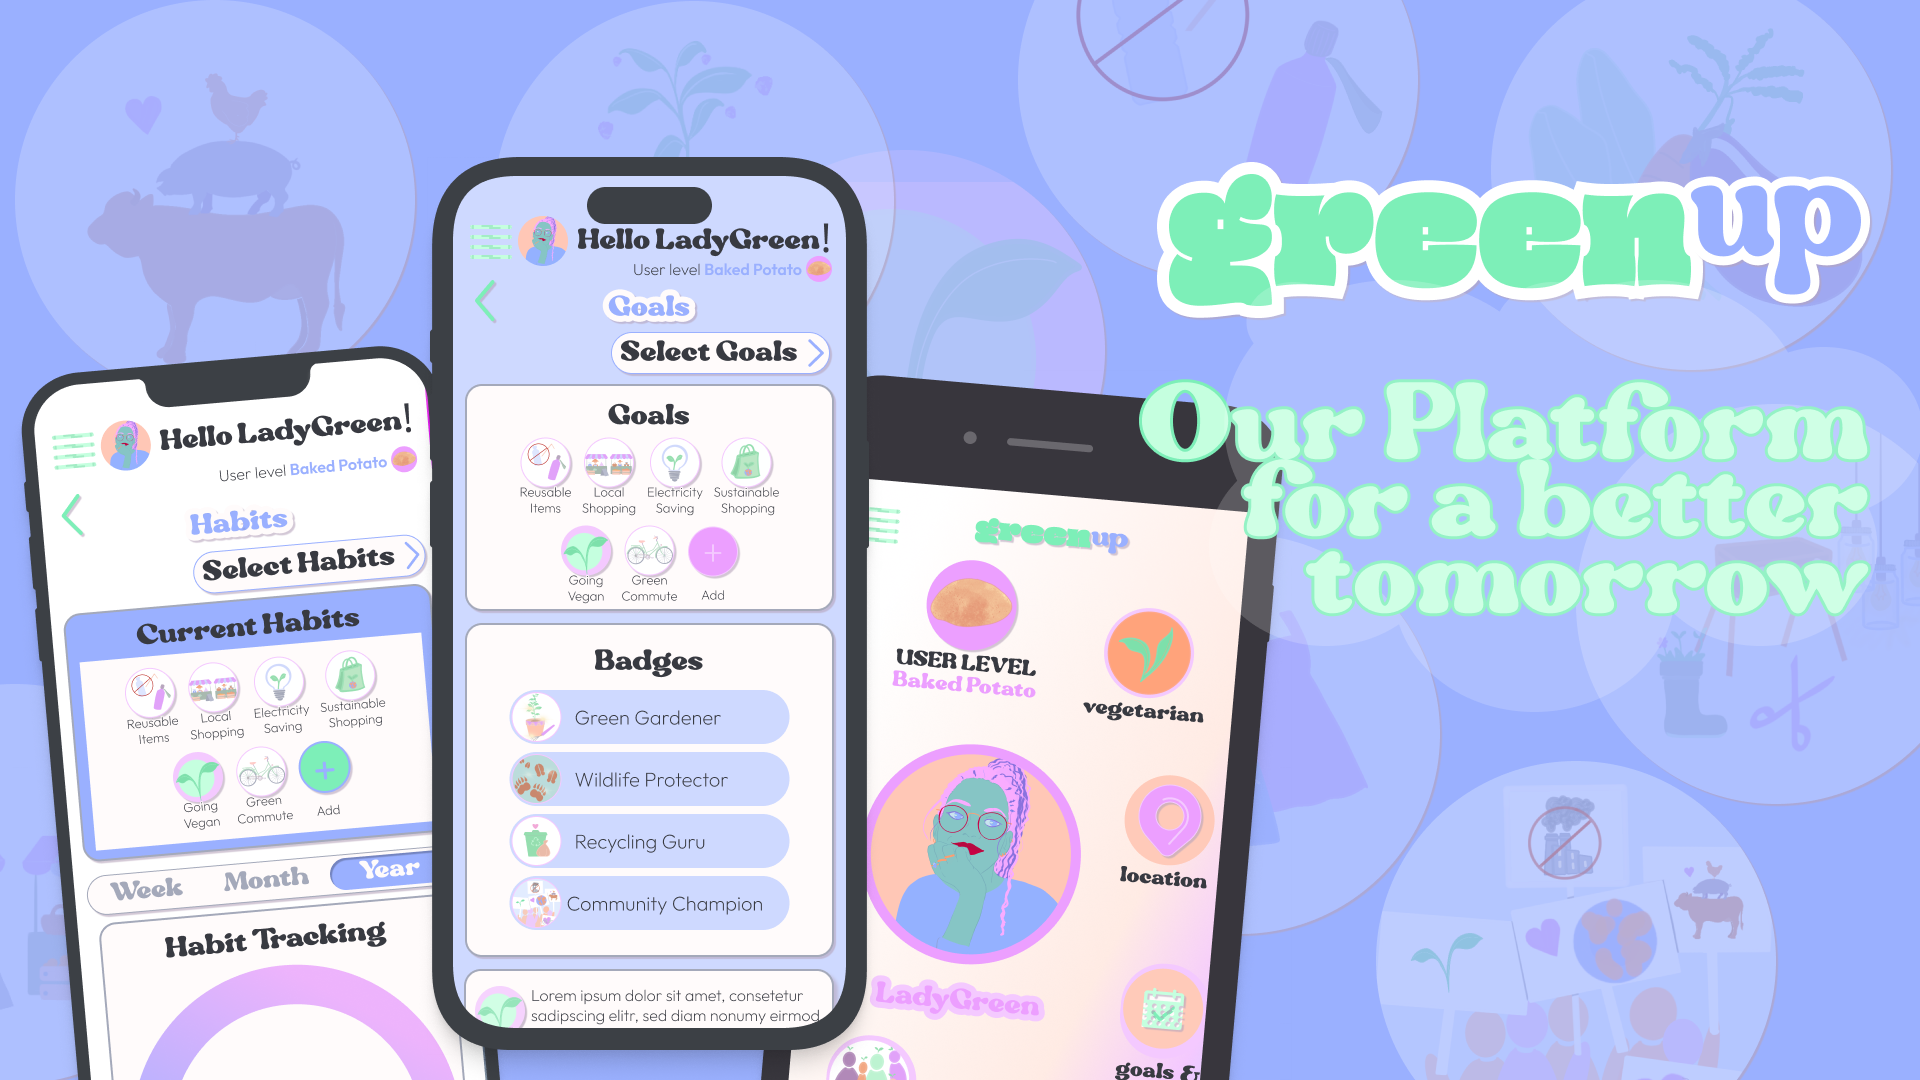 greenup
Our Platform
for a better
tomorrow
Hello LadyGreen!
User level Baked Potato
Habits
Select Habits
Current Habits
Reusable Items
Local Shopping
Electricity Saving
Sustainable Shopping
Going Vegan
Green Commute
Add
Week Month Year
Habit Tracking
Hello LadyGreen!
User level Baked Potato
Goals
Select Goals
Goals
Reusable Items
Local Shopping
Electricity Saving
Sustainable Shopping
Going Vegan
Green Commute
Add
Badges
Green Gardener
Wildlife Protector
Recycling Guru
Community Champion
Lorem ipsum dolor sit amet, consetetur
sadipscing elitr, sed diam nonumy eirmod
greenup
USER LEVEL
Baked Potato
vegetarian
location
LadyGreen
goals &